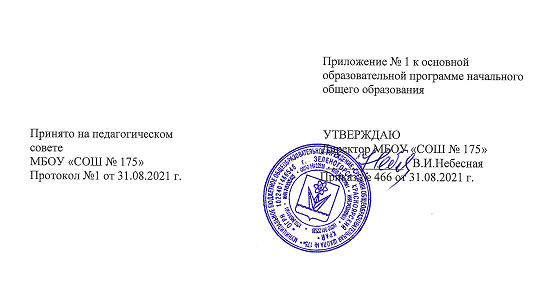 Приложение № 1 к основной
образовательной программе начального
общего образования
Принято на педагогическом
совете
МБОУ «СОШ № 175»
Протокол №1 от 31.08.2021 г.
УТВЕРЖДАЮ
Директор МБОУ «СОШ № 175»
В.И.Небесная
Приказ № 466 от 31.08.2021 г.